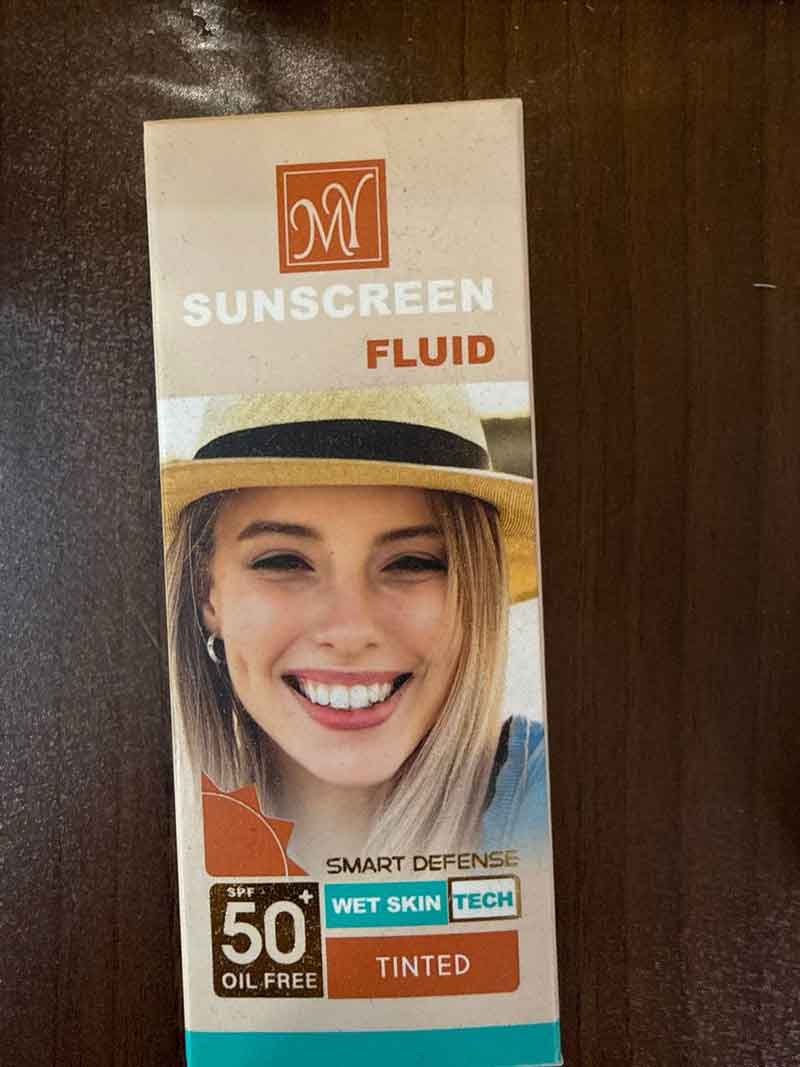 MY
SUNSCREEN
FLUID
SMART DEFENSE
SPF
50+
OIL FREE
WET SKIN TECH
TINTED